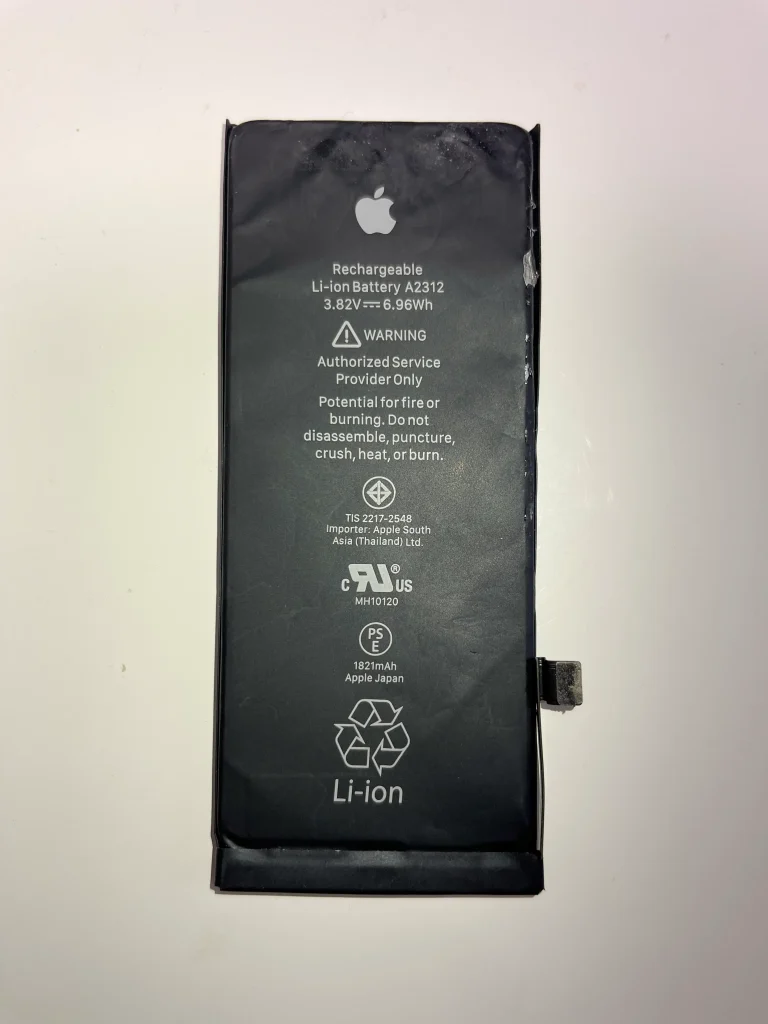 Rechargeable
Li-ion Battery A2312
3.82V⎓6.96Wh
⚠ WARNING
Authorized Service
Provider Only
Potential for fire or
burning. Do not
disassemble, puncture,
crush, heat, or burn.
TIS 2217-2548
Importer: Apple South
Asia (Thailand) Ltd.
c RU® US
MH10120
PS
E
1821mAh
Apple Japan
Li-ion